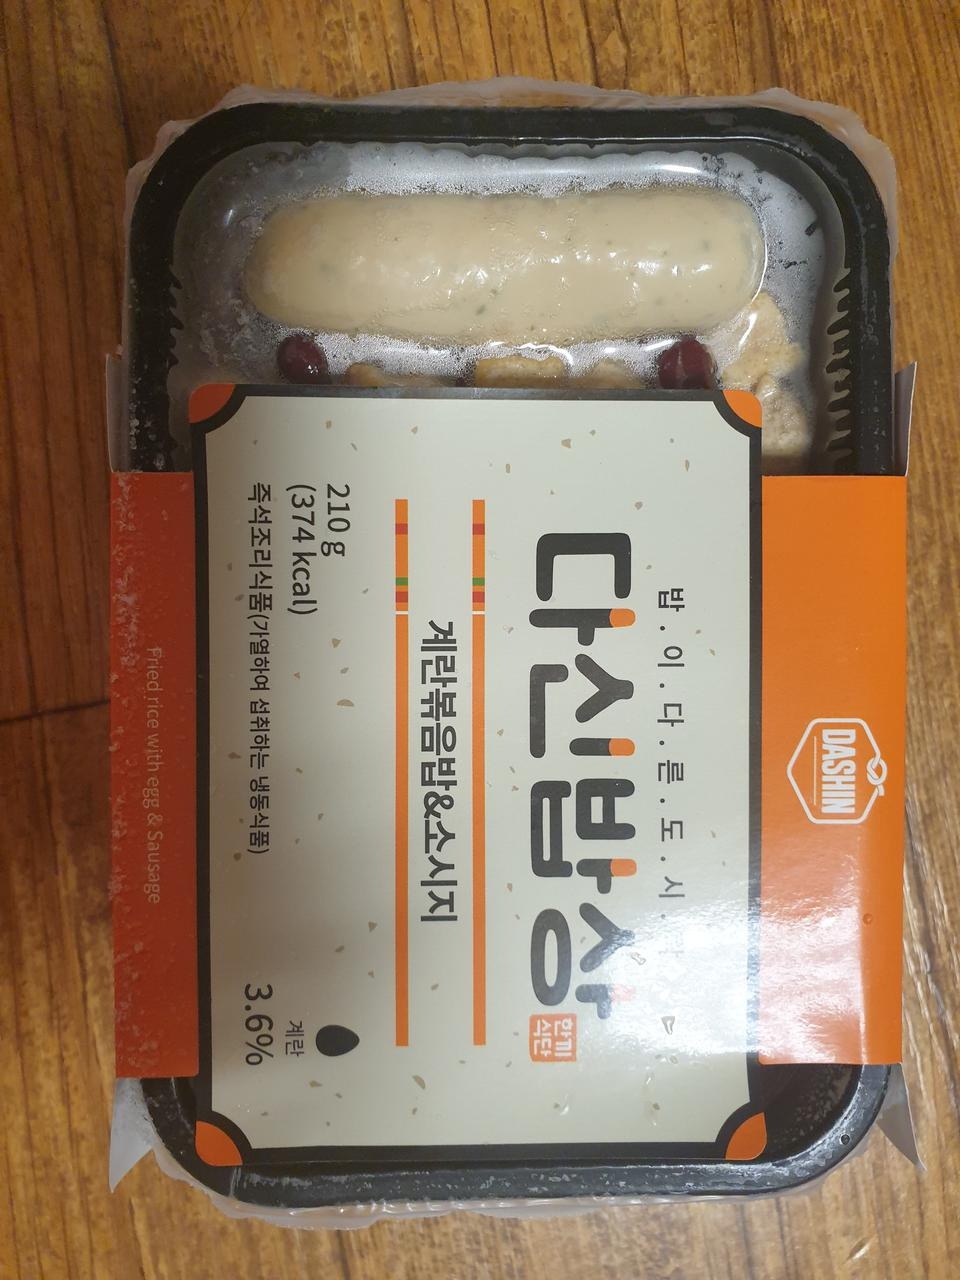 DASHIN
밥.이.다.른.도.시.락
다신밥상
한끼
식단
계란볶음밥&소시지
210 g
(374 kcal)
즉석조리식품(가열하여 섭취하는 냉동식품)
계란
3.6%
Fried rice with egg & Sausage